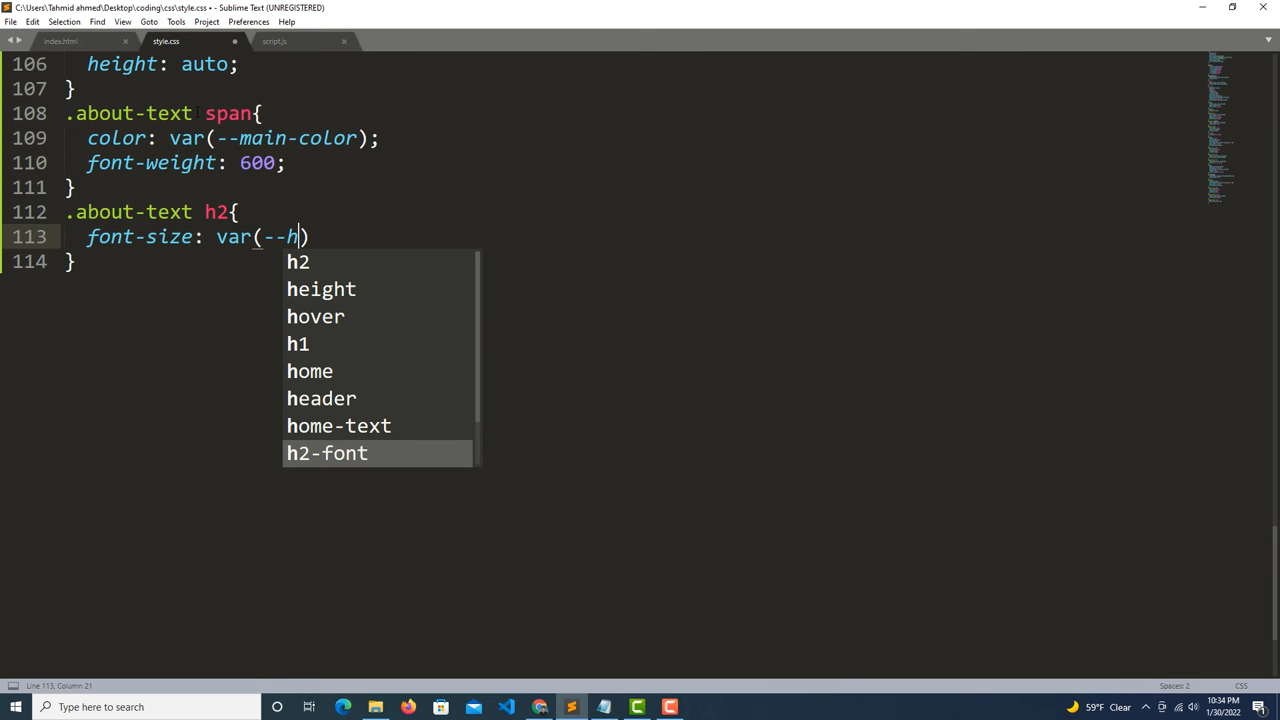 C:\Users\Tahmid ahmed\Desktop\coding\css\style.css • - Sublime Text (UNREGISTERED)
File Edit Selection Find View Goto Tools Project Preferences Help
index.html style.css script.js
106 height: auto;
107 }
108 .about-text span{
109 color: var(--main-color);
110 font-weight: 600;
111 }
112 .about-text h2{
113 font-size: var(--h)
114 }
h2
height
hover
h1
home
header
home-text
h2-font
Line 113, Column 21 Spaces: 2 CSS
Type here to search 59°F Clear 10:34 PM
1/30/2022